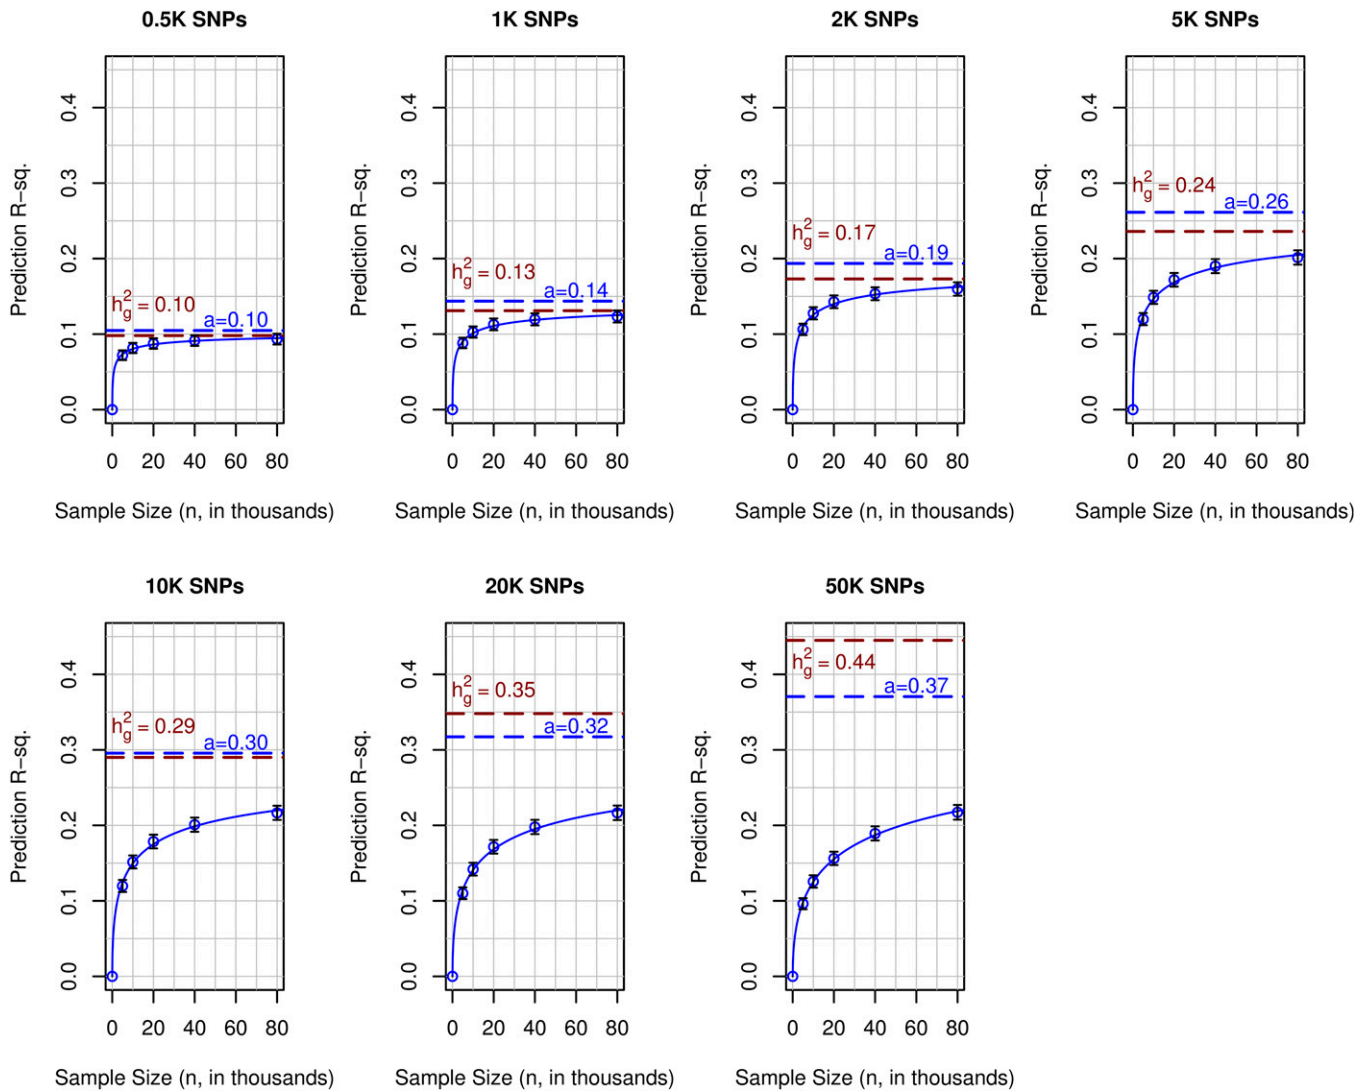 0.5K SNPs
1K SNPs
2K SNPs
5K SNPs
Prediction R−sq.
0.0 0.1 0.2 0.3 0.4
h²g = 0.10
a=0.10
0 20 40 60 80
Sample Size (n, in thousands)
Prediction R−sq.
0.0 0.1 0.2 0.3 0.4
h²g = 0.13
a=0.14
0 20 40 60 80
Sample Size (n, in thousands)
Prediction R−sq.
0.0 0.1 0.2 0.3 0.4
h²g = 0.17
a=0.19
0 20 40 60 80
Sample Size (n, in thousands)
Prediction R−sq.
0.0 0.1 0.2 0.3 0.4
h²g = 0.24
a=0.26
0 20 40 60 80
Sample Size (n, in thousands)
10K SNPs
20K SNPs
50K SNPs
Prediction R−sq.
0.0 0.1 0.2 0.3 0.4
h²g = 0.29
a=0.30
0 20 40 60 80
Sample Size (n, in thousands)
Prediction R−sq.
0.0 0.1 0.2 0.3 0.4
h²g = 0.35
a=0.32
0 20 40 60 80
Sample Size (n, in thousands)
Prediction R−sq.
0.0 0.1 0.2 0.3 0.4
h²g = 0.44
a=0.37
0 20 40 60 80
Sample Size (n, in thousands)